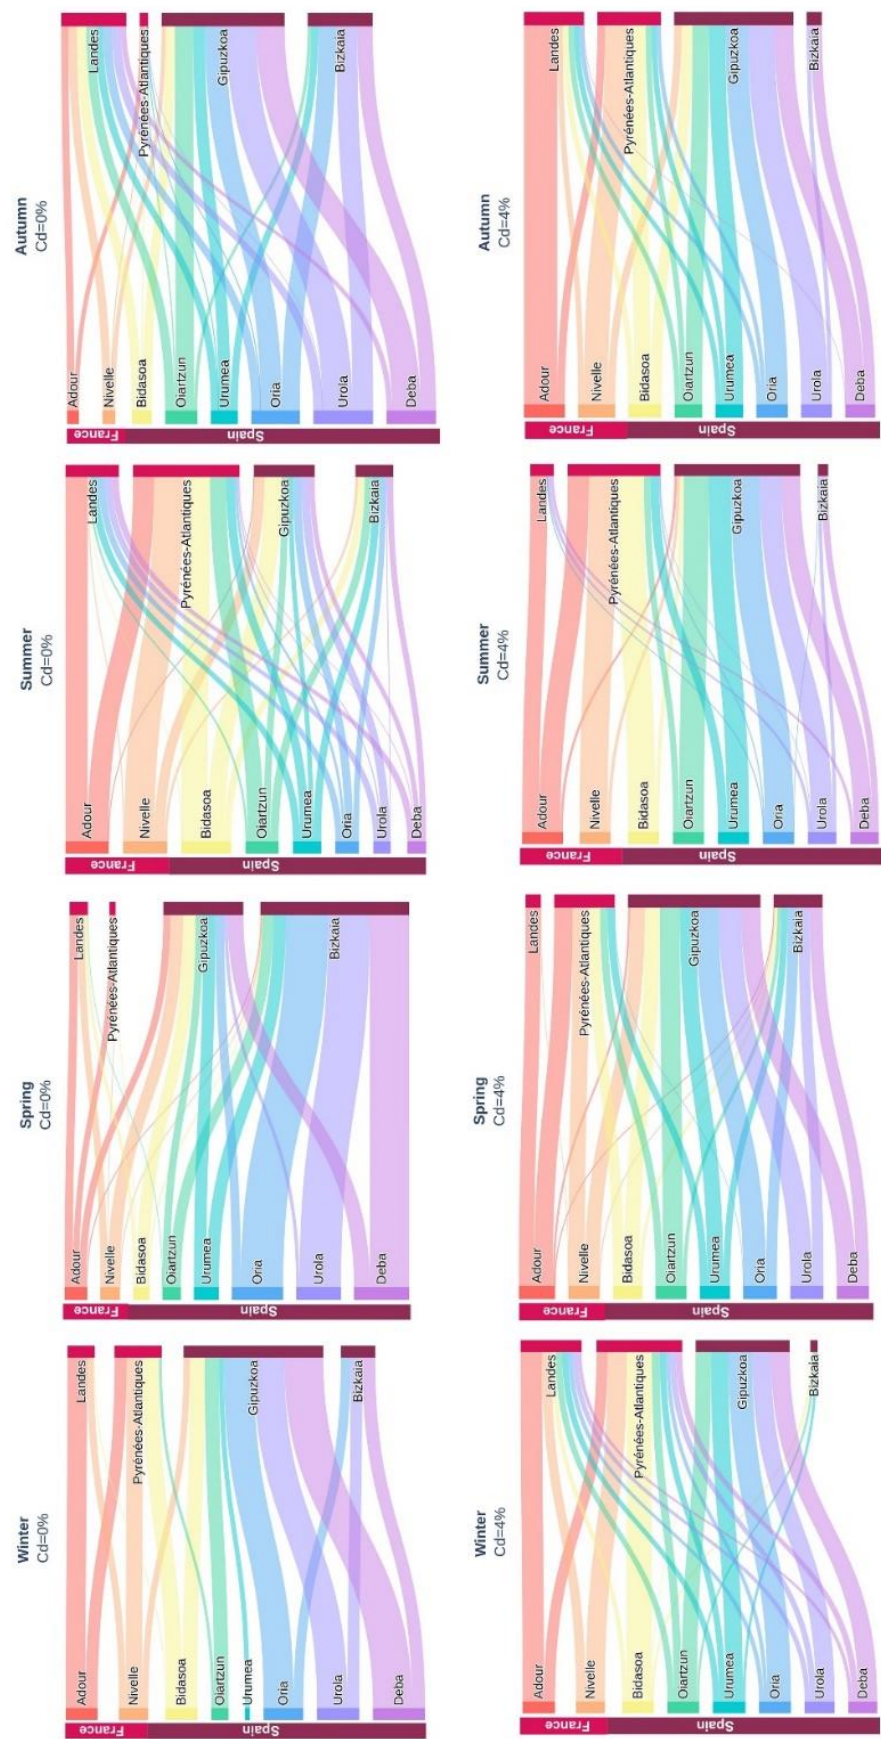 Autumn
Cd=0%
France
Spain
Adour
Nivelle
Bidasoa
Oiartzun
Urumea
Oria
Urola
Deba
Landes
Pyrénées-Atlantiques
Gipuzkoa
Bizkaia
Autumn
Cd=4%
France
Spain
Adour
Nivelle
Bidasoa
Oiartzun
Urumea
Oria
Urola
Deba
Landes
Pyrénées-Atlantiques
Gipuzkoa
Bizkaia
Summer
Cd=0%
France
Spain
Adour
Nivelle
Bidasoa
Oiartzun
Urumea
Oria
Urola
Deba
Landes
Pyrénées-Atlantiques
Gipuzkoa
Bizkaia
Summer
Cd=4%
France
Spain
Adour
Nivelle
Bidasoa
Oiartzun
Urumea
Oria
Urola
Deba
Landes
Pyrénées-Atlantiques
Gipuzkoa
Bizkaia
Spring
Cd=0%
France
Spain
Adour
Nivelle
Bidasoa
Oiartzun
Urumea
Oria
Urola
Deba
Landes
Pyrénées-Atlantiques
Gipuzkoa
Bizkaia
Spring
Cd=4%
France
Spain
Adour
Nivelle
Bidasoa
Oiartzun
Urumea
Oria
Urola
Deba
Landes
Pyrénées-Atlantiques
Gipuzkoa
Bizkaia
Winter
Cd=0%
France
Spain
Adour
Nivelle
Bidasoa
Oiartzun
Urumea
Oria
Urola
Deba
Landes
Pyrénées-Atlantiques
Gipuzkoa
Bizkaia
Winter
Cd=4%
France
Spain
Adour
Nivelle
Bidasoa
Oiartzun
Urumea
Oria
Urola
Deba
Landes
Pyrénées-Atlantiques
Gipuzkoa
Bizkaia